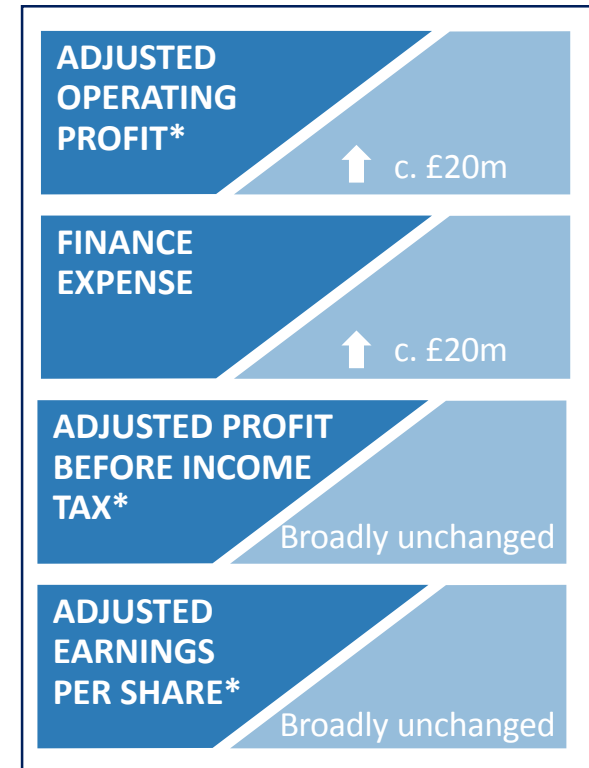 ADJUSTED
OPERATING
PROFIT*
c. £20m
FINANCE
EXPENSE
c. £20m
ADJUSTED PROFIT
BEFORE INCOME
TAX*
Broadly unchanged
ADJUSTED
EARNINGS
PER SHARE*
Broadly unchanged